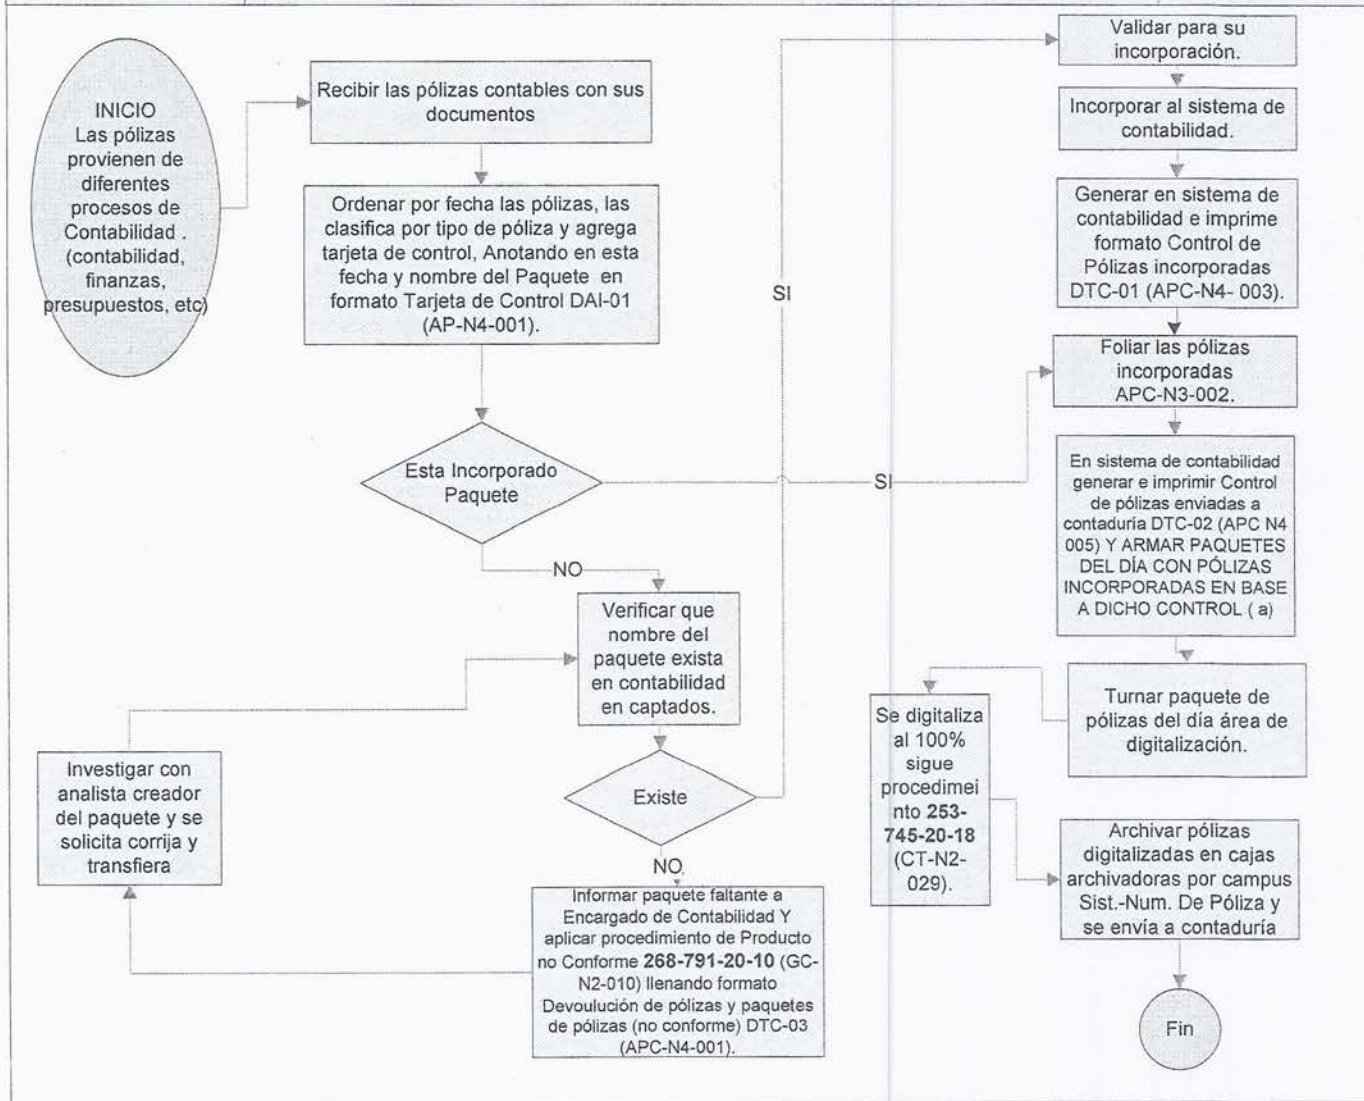 INICIO
Las pólizas
provienen de
diferentes
procesos de
Contabilidad .
(contabilidad,
finanzas,
presupuestos, etc)
Recibir las pólizas contables con sus
documentos
Ordenar por fecha las pólizas, las
clasifica por tipo de póliza y agrega
tarjeta de control, Anotando en esta
fecha y nombre del Paquete en
formato Tarjeta de Control DAI-01
(AP-N4-001).
Esta Incorporado
Paquete
SI
NO
Verificar que
nombre del
paquete exista
en contabilidad
en captados.
Existe
SI
NO.
Informar paquete faltante a
Encargado de Contabilidad Y
aplicar procedimiento de Producto
no Conforme 268-791-20-10 (GC-
N2-010) llenando formato
Devoulución de pólizas y paquetes
de pólizas (no conforme) DTC-03
(APC-N4-001).
Investigar con
analista creador
del paquete y se
solicita corrija y
transfiera
Validar para su
incorporación.
Incorporar al sistema de
contabilidad.
Generar en sistema de
contabilidad e imprime
formato Control de
Pólizas incorporadas
DTC-01 (APC-N4- 003).
Foliar las pólizas
incorporadas
APC-N3-002.
En sistema de contabilidad
generar e imprimir Control
de pólizas enviadas a
contaduría DTC-02 (APC N4
005) Y ARMAR PAQUETES
DEL DÍA CON PÓLIZAS
INCORPORADAS EN BASE
A DICHO CONTROL ( a)
Turnar paquete de
pólizas del día área de
digitalización.
Se digitaliza
al 100%
sigue
procedimei
nto 253-
745-20-18
(CT-N2-
029).
Archivar pólizas
digitalizadas en cajas
archivadoras por campus
Sist.-Num. De Póliza y
se envía a contaduría
Fin